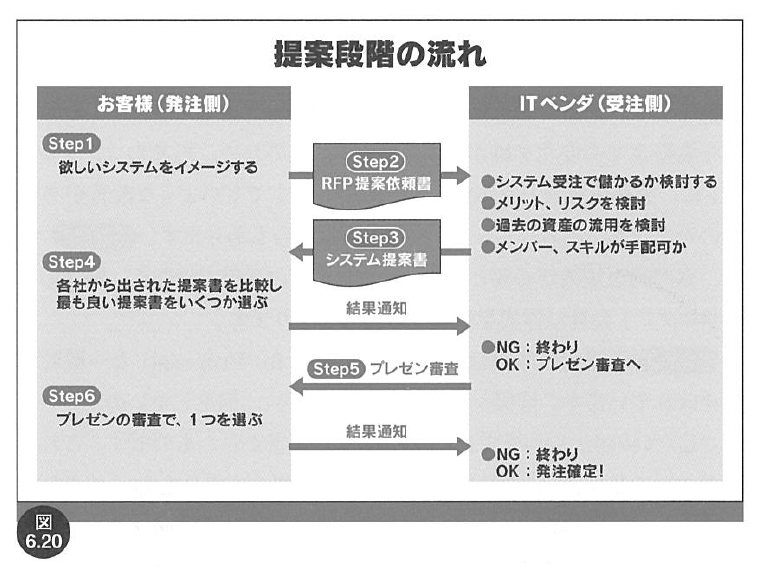 提案段階の流れ
お客様（発注側）
ITベンダ（受注側）
Step1
欲しいシステムをイメージする
Step2
RFP提案依頼書
●システム受注で儲かるか検討する
●メリット、リスクを検討
●過去の資産の流用を検討
●メンバー、スキルが手配可か
Step3
システム提案書
Step4
各社から出された提案書を比較し
最も良い提案書をいくつか選ぶ
結果通知
●NG：終わり
OK：プレゼン審査へ
Step5 プレゼン審査
Step6
プレゼンの審査で、1つを選ぶ
結果通知
●NG：終わり
OK：発注確定！
図
6.20